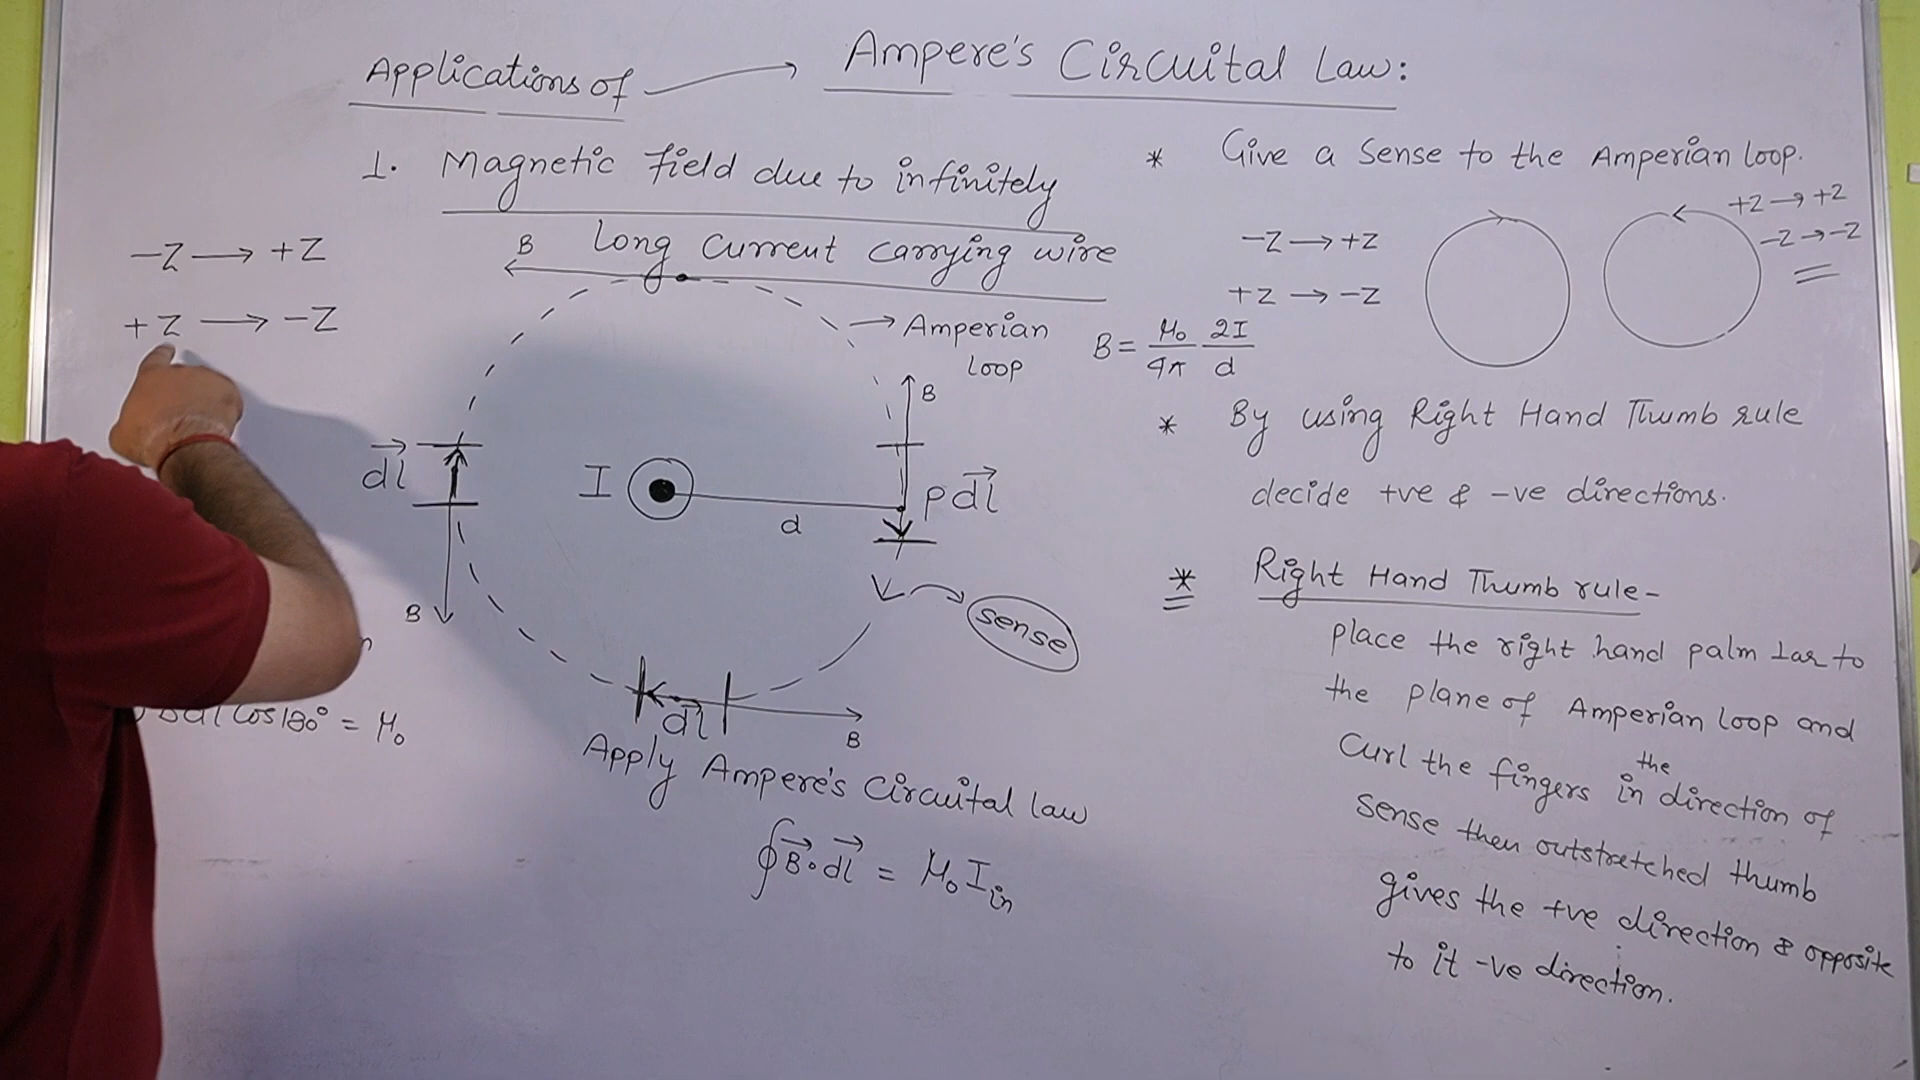 Applications of → Ampere's Circuital Law:
1. Magnetic field due to infinitely
Long Current carrying wire
−Z → +Z
+Z → −Z
B
Amperian
Loop
B
dl
I
d
P dl
B
sense
dl
B
Bdl Cos180° = μ₀
Apply Ampere's Circuital law
∮B·dl = μ₀ I in
* Give a Sense to the Amperian loop.
−Z → +Z
+Z → −Z
+Z → +Z
−Z → −Z
B = μ₀/4π 2I/d
* By using Right Hand Thumb rule
decide +ve & −ve directions.
* Right Hand Thumb rule-
place the right hand palm ⊥ar to
the plane of Amperian loop and
Curl the fingers in the direction of
sense then outstretched thumb
gives the +ve direction & opposite
to it -ve direction.